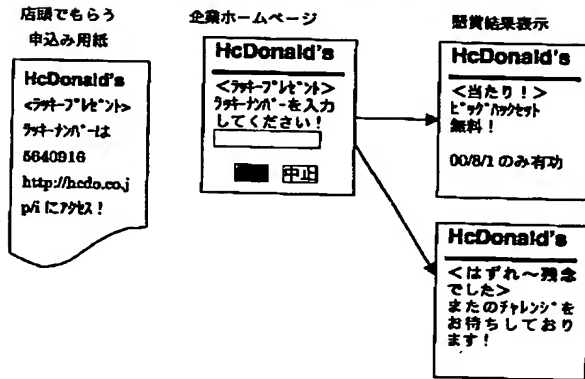 店頭でもらう
申込み用紙
HcDonald's
<ラッキープレゼント>
ラッキーナンバーは
5640916
http://hcdo.co.j
p/i にアクセス!
企業ホームページ
HcDonald's
<ラッキープレゼント>
ラッキーナンバーを入力
してください!
中止
懸賞結果表示
HcDonald's
<当たり!>
ビッグハックセット
無料!
00/8/1 のみ有効
HcDonald's
<はずれ~残念
でした>
またのチャレンジを
お待ちしており
ます!